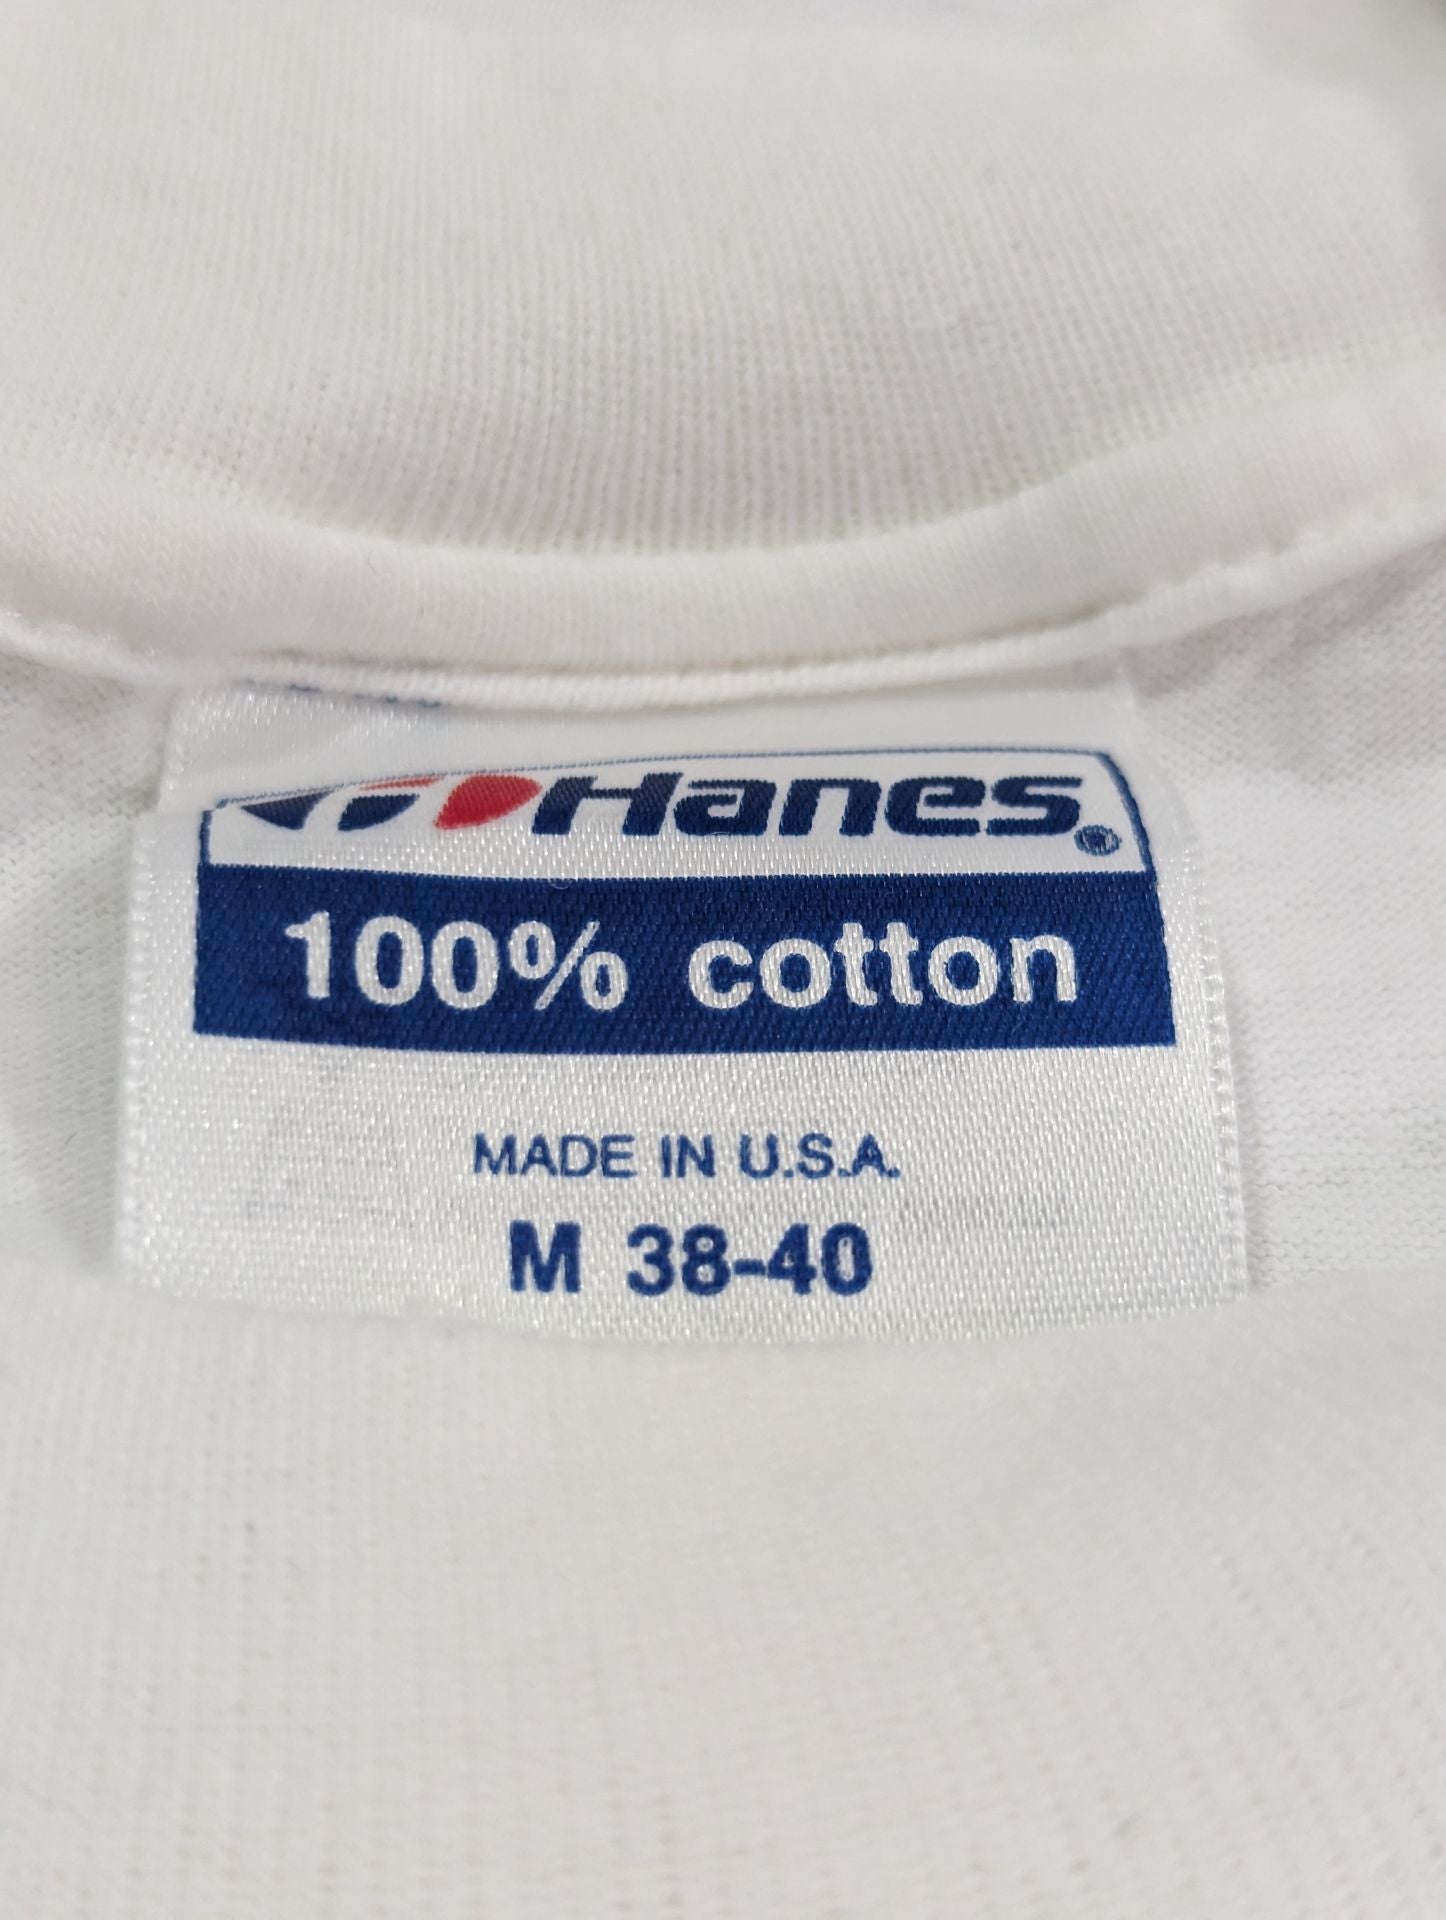 Hanes®
100% cotton
MADE IN U.S.A.
M 38-40